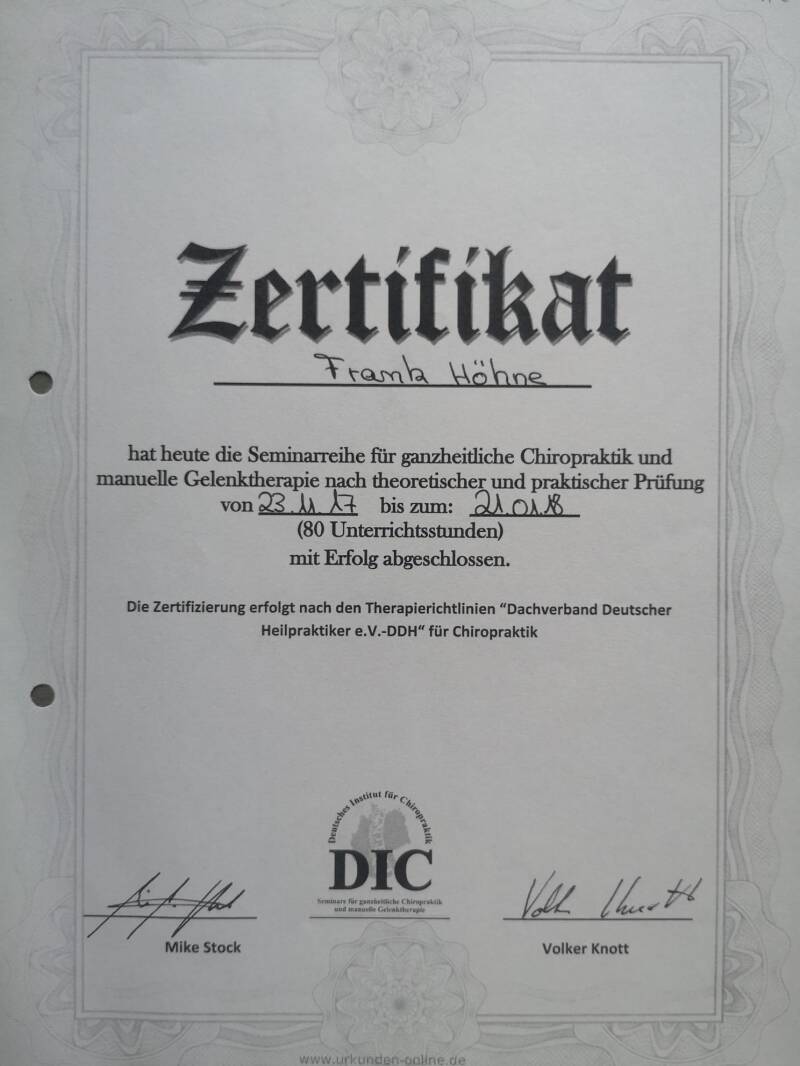 Zertifikat
Frank Höhne
hat heute die Seminarreihe für ganzheitliche Chiropraktik und
manuelle Gelenktherapie nach theoretischer und praktischer Prüfung
von 23.11.17 bis zum: 21.01.18
(80 Unterrichtsstunden)
mit Erfolg abgeschlossen.
Die Zertifizierung erfolgt nach den Therapierichtlinien "Dachverband Deutscher
Heilpraktiker e.V.-DDH" für Chiropraktik
Deutsches Institut für Chiropraktik
DIC
Seminare für ganzheitliche Chiropraktik
und manuelle Gelenktherapie
Volker Knott
Mike Stock
Volker Knott
www.urkunden-online.de